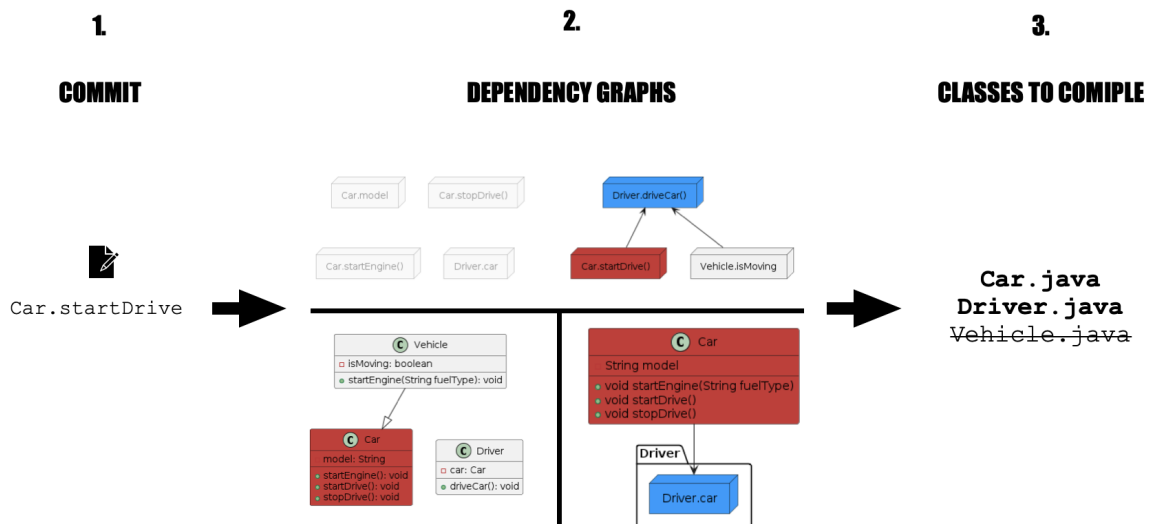 1.
2.
3.
COMMIT
DEPENDENCY GRAPHS
CLASSES TO COMIPLE
Car.model
Car.stopDrive()
Driver.driveCar()
Car.startEngine()
Driver.car
Car.startDrive()
Vehicle.isMoving
Car.startDrive
C Vehicle
isMoving: boolean
startEngine(String fuelType): void
C Car
model: String
startEngine(): void
startDrive(): void
stopDrive(): void
C Driver
car: Car
driveCar(): void
C Car
String model
void startEngine(String fuelType)
void startDrive()
void stopDrive()
Driver
Driver.car
Car.java
Driver.java
Vehicle.java